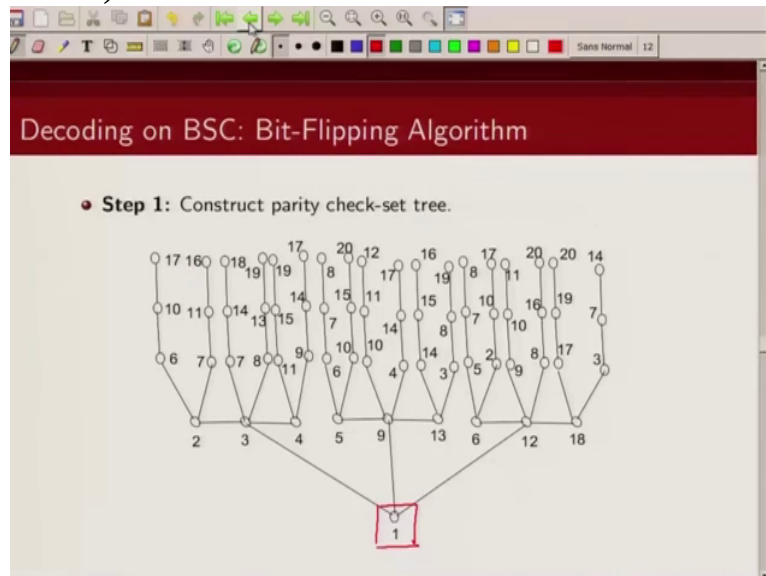 Sans Normal 12
Decoding on BSC: Bit-Flipping Algorithm
Step 1: Construct parity check-set tree.
17 16 18 19 19 17 8 20 12 17 16 19 8 17 11 20 20 14
10 11 14 13 15 14 7 15 11 14 15 8 7 10 10 16 19 7
6 7 7 8 11 9 6 10 10 4 14 3 5 2 9 8 17 3
2 3 4 5 9 13 6 12 18
1